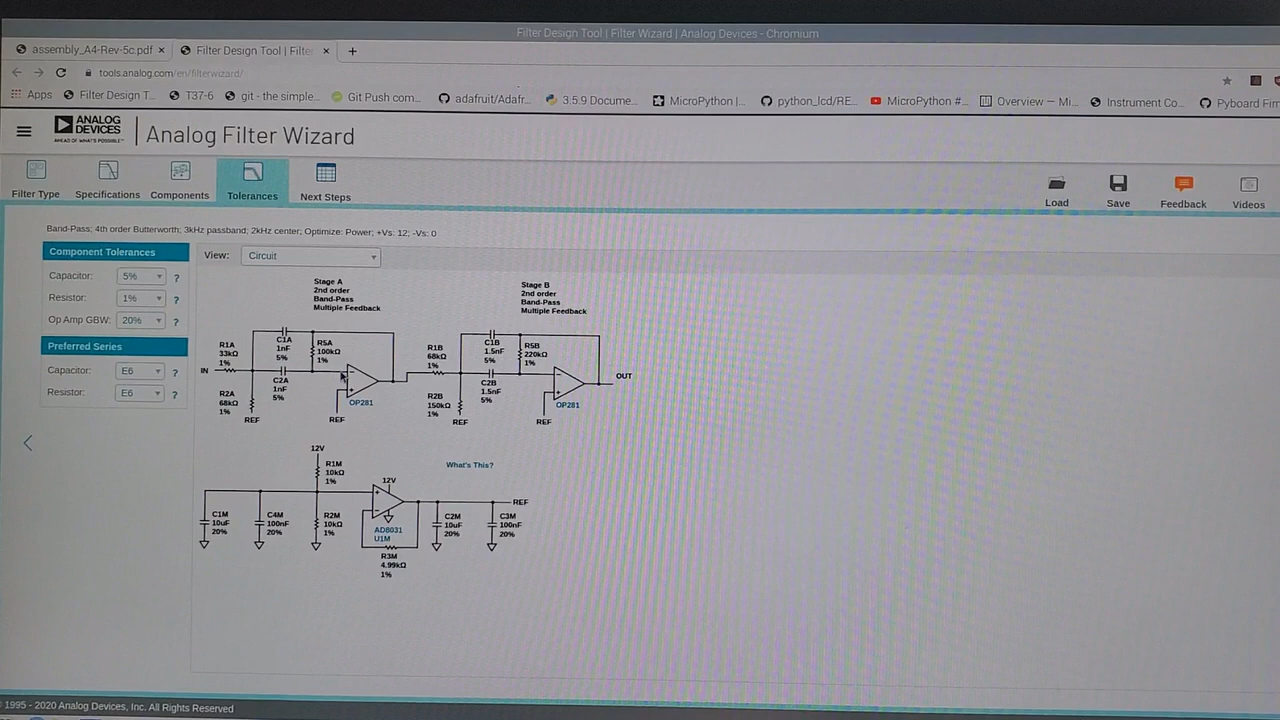 Filter Design Tool | Filter Wizard | Analog Devices - Chromium
assembly_A4-Rev-5c.pdf × Filter Design Tool | Filte × +
tools.analog.com/en/filterwizard/
Apps Filter Design T... T37-6 git - the simple... Git Push com... adafruit/Adafr... 3.5.9 Docume... MicroPython |... python_lcd/RE... MicroPython #... Overview — Mi... Instrument Co... Pyboard Firm
ANALOG DEVICES
AHEAD OF WHAT'S POSSIBLE™
Analog Filter Wizard
Filter Type Specifications Components Tolerances Next Steps Load Save Feedback Videos
Band-Pass; 4th order Butterworth; 3kHz passband; 2kHz center; Optimize: Power; +Vs: 12; -Vs: 0
Component Tolerances
Capacitor: 5% ?
Resistor: 1% ?
Op Amp GBW: 20% ?
Preferred Series
Capacitor: E6 ?
Resistor: E6 ?
View: Circuit
Stage A
2nd order
Band-Pass
Multiple Feedback
Stage B
2nd order
Band-Pass
Multiple Feedback
IN
R1A
33kΩ
1%
R2A
68kΩ
1%
REF
C1A
1nF
5%
C2A
1nF
5%
R5A
100kΩ
1%
OP281
REF
R1B
68kΩ
1%
R2B
150kΩ
1%
REF
C1B
1.5nF
5%
C2B
1.5nF
5%
R5B
220kΩ
1%
OP281
REF
OUT
12V
R1M
10kΩ
1%
What's This?
12V
C1M
10uF
20%
C4M
100nF
20%
R2M
10kΩ
1%
AD8031
U1M
R3M
4.99kΩ
1%
C2M
10uF
20%
C3M
100nF
20%
REF
1995 - 2020 Analog Devices, Inc. All Rights Reserved